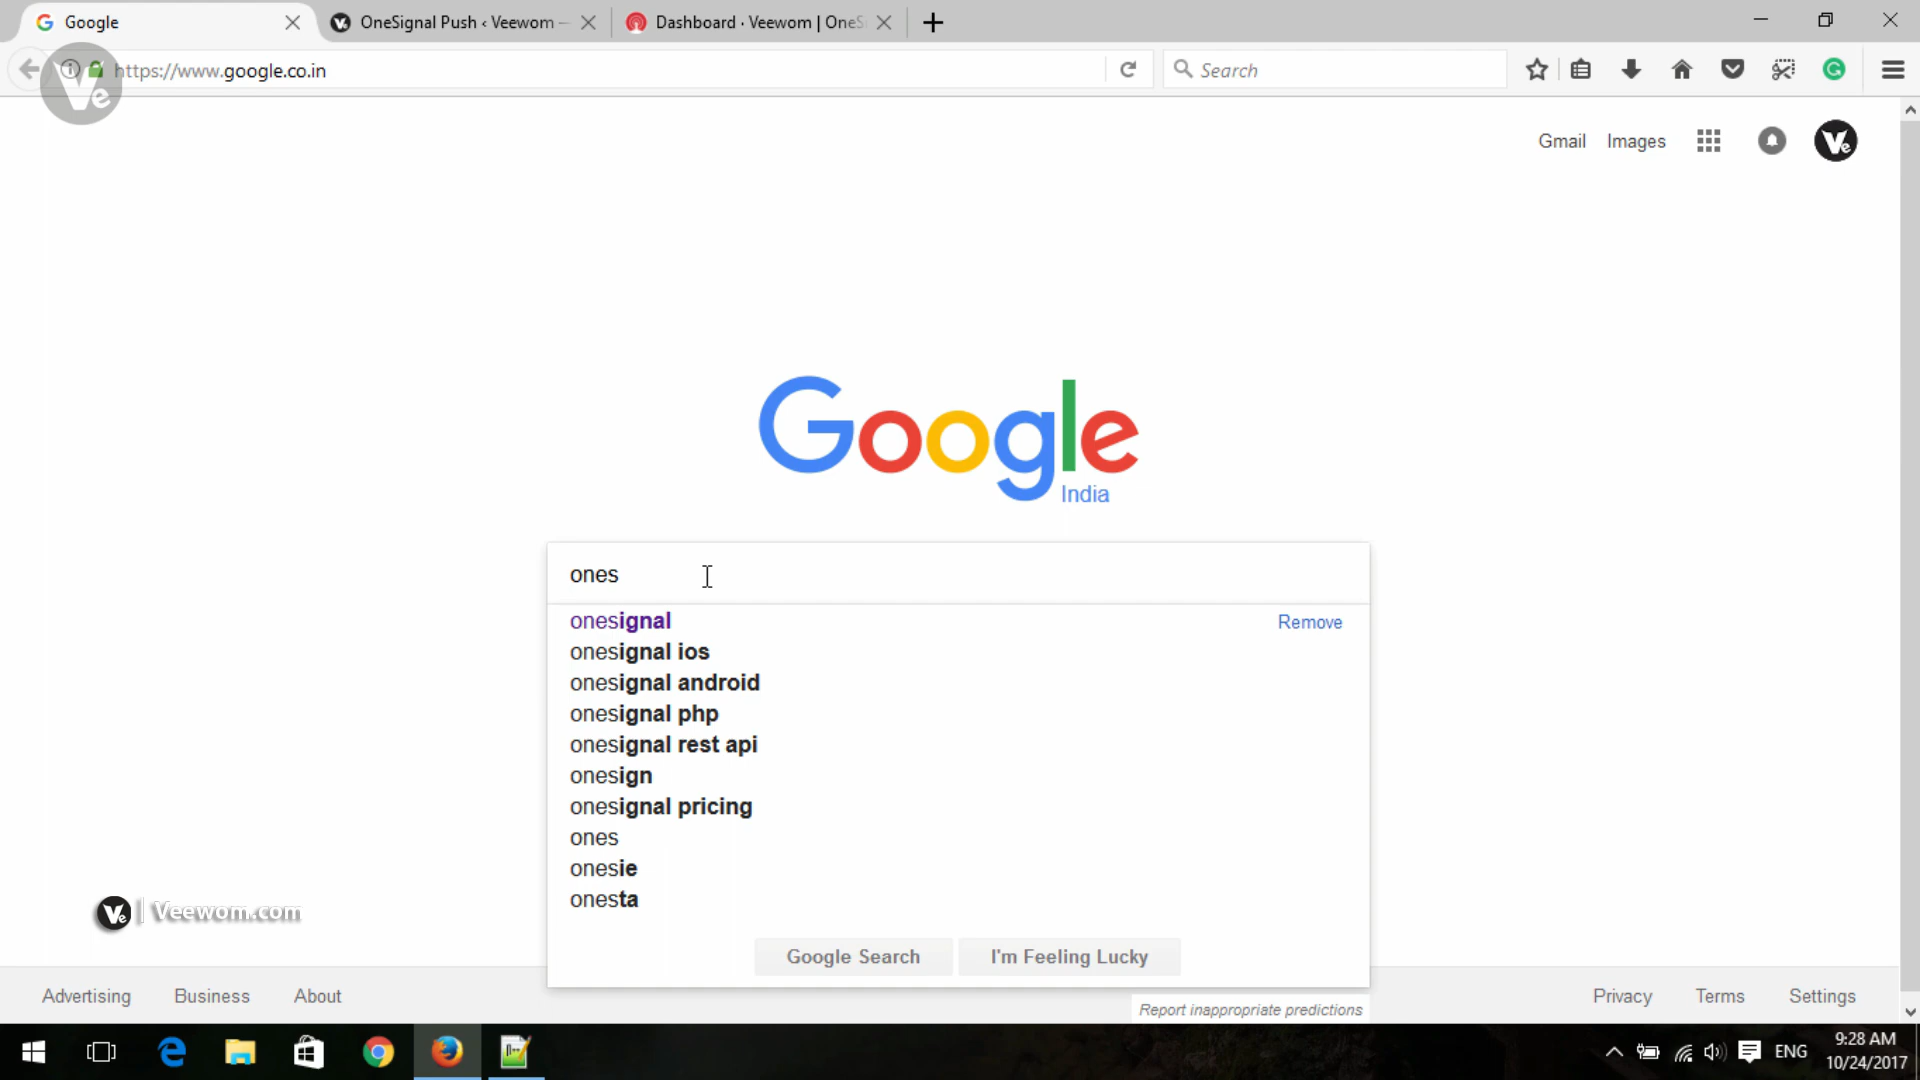 Google
OneSignal Push ‹ Veewom —
Dashboard · Veewom | OneS
https://www.google.co.in
Search
Ve
Gmail
Images
Ve
Google
India
ones
onesignal
Remove
onesignal ios
onesignal android
onesignal php
onesignal rest api
onesign
onesignal pricing
ones
onesie
onesta
Ve | Veewom.com
Google Search
I'm Feeling Lucky
Advertising
Business
About
Privacy
Terms
Settings
Report inappropriate predictions
ENG
9:28 AM
10/24/2017